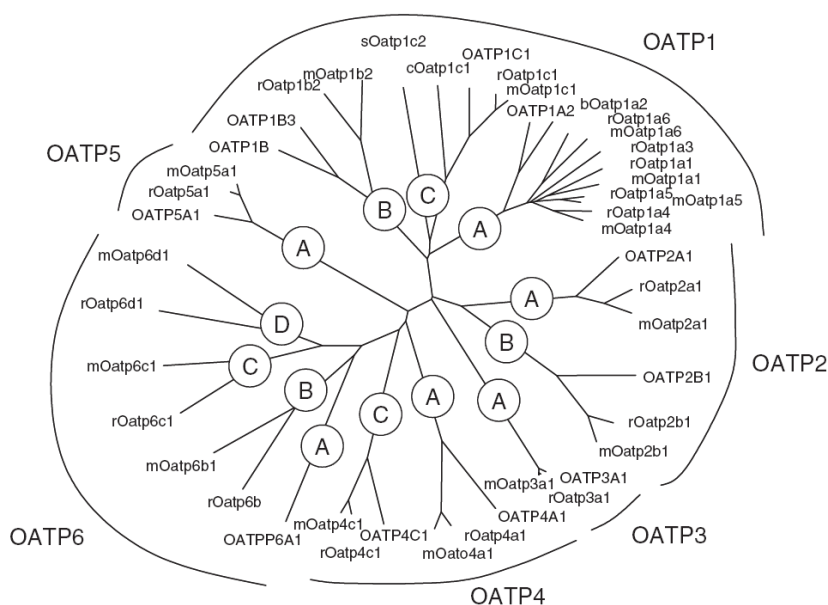 OATP1
sOatp1c2
OATP1C1
cOatp1c1
rOatp1c1
mOatp1b2
rOatp1b2
mOatp1c1
bOatp1a2
OATP1A2
rOatp1a6
OATP1B3
mOatp1a6
OATP1B
rOatp1a3
OATP5
rOatp1a1
mOatp5a1
mOatp1a1
rOatp5a1
rOatp1a5
mOatp1a5
OATP5A1
rOatp1a4
mOatp1a4
B
C
A
A
mOatp6d1
OATP2A1
rOatp6d1
rOatp2a1
A
mOatp2a1
D
B
mOatp6c1
C
OATP2
OATP2B1
B
A
A
rOatp6c1
C
rOatp2b1
A
mOatp2b1
mOatp6b1
rOatp6b
mOatp3a1
OATP3A1
rOatp3a1
OATP6
OATPP6A1
mOatp4c1
OATP4C1
OATP4A1
rOatp4c1
rOatp4a1
mOato4a1
OATP3
OATP4